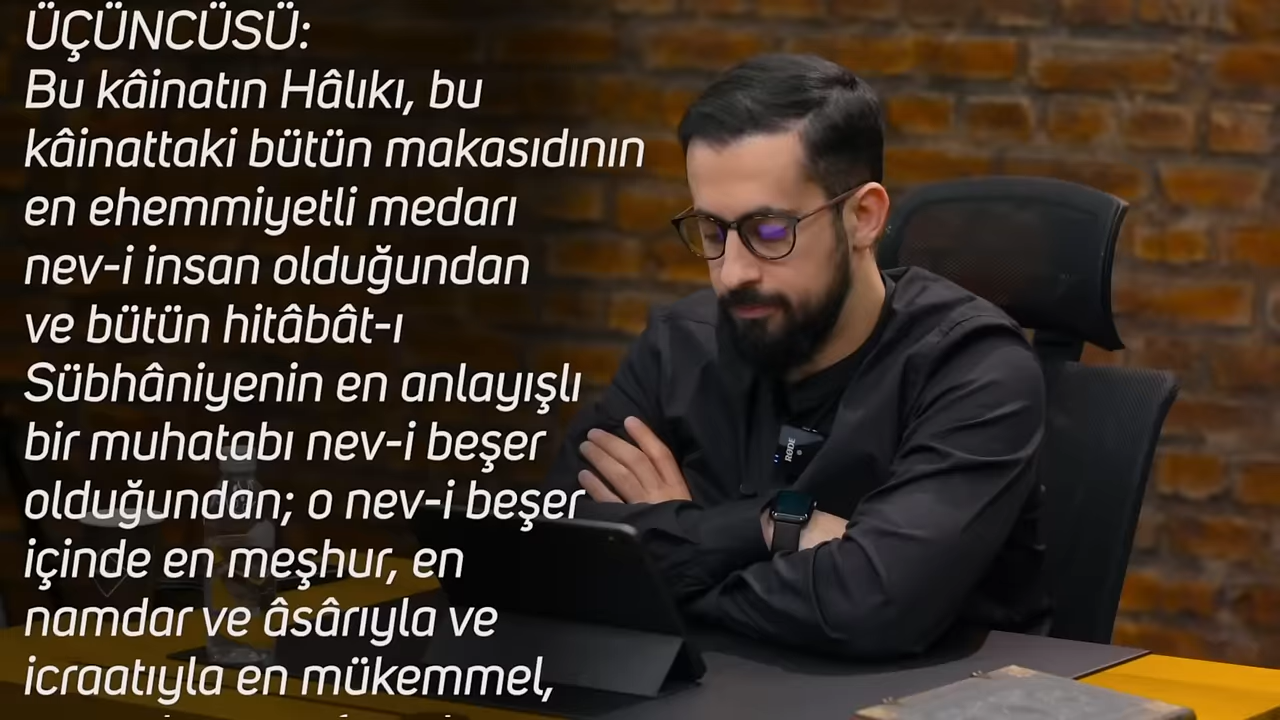 ÜÇÜNCÜSÜ:
Bu kâinatın Hâlıkı, bu
kâinattaki bütün makasıdının
en ehemmiyetli medarı
nev-i insan olduğundan
ve bütün hitâbât-ı
Sübhâniyenin en anlayışlı
bir muhatabı nev-i beşer
olduğundan; o nev-i beşer
içinde en meşhur, en
namdar ve âsârıyla ve
icraatıyla en mükemmel,
RØDE